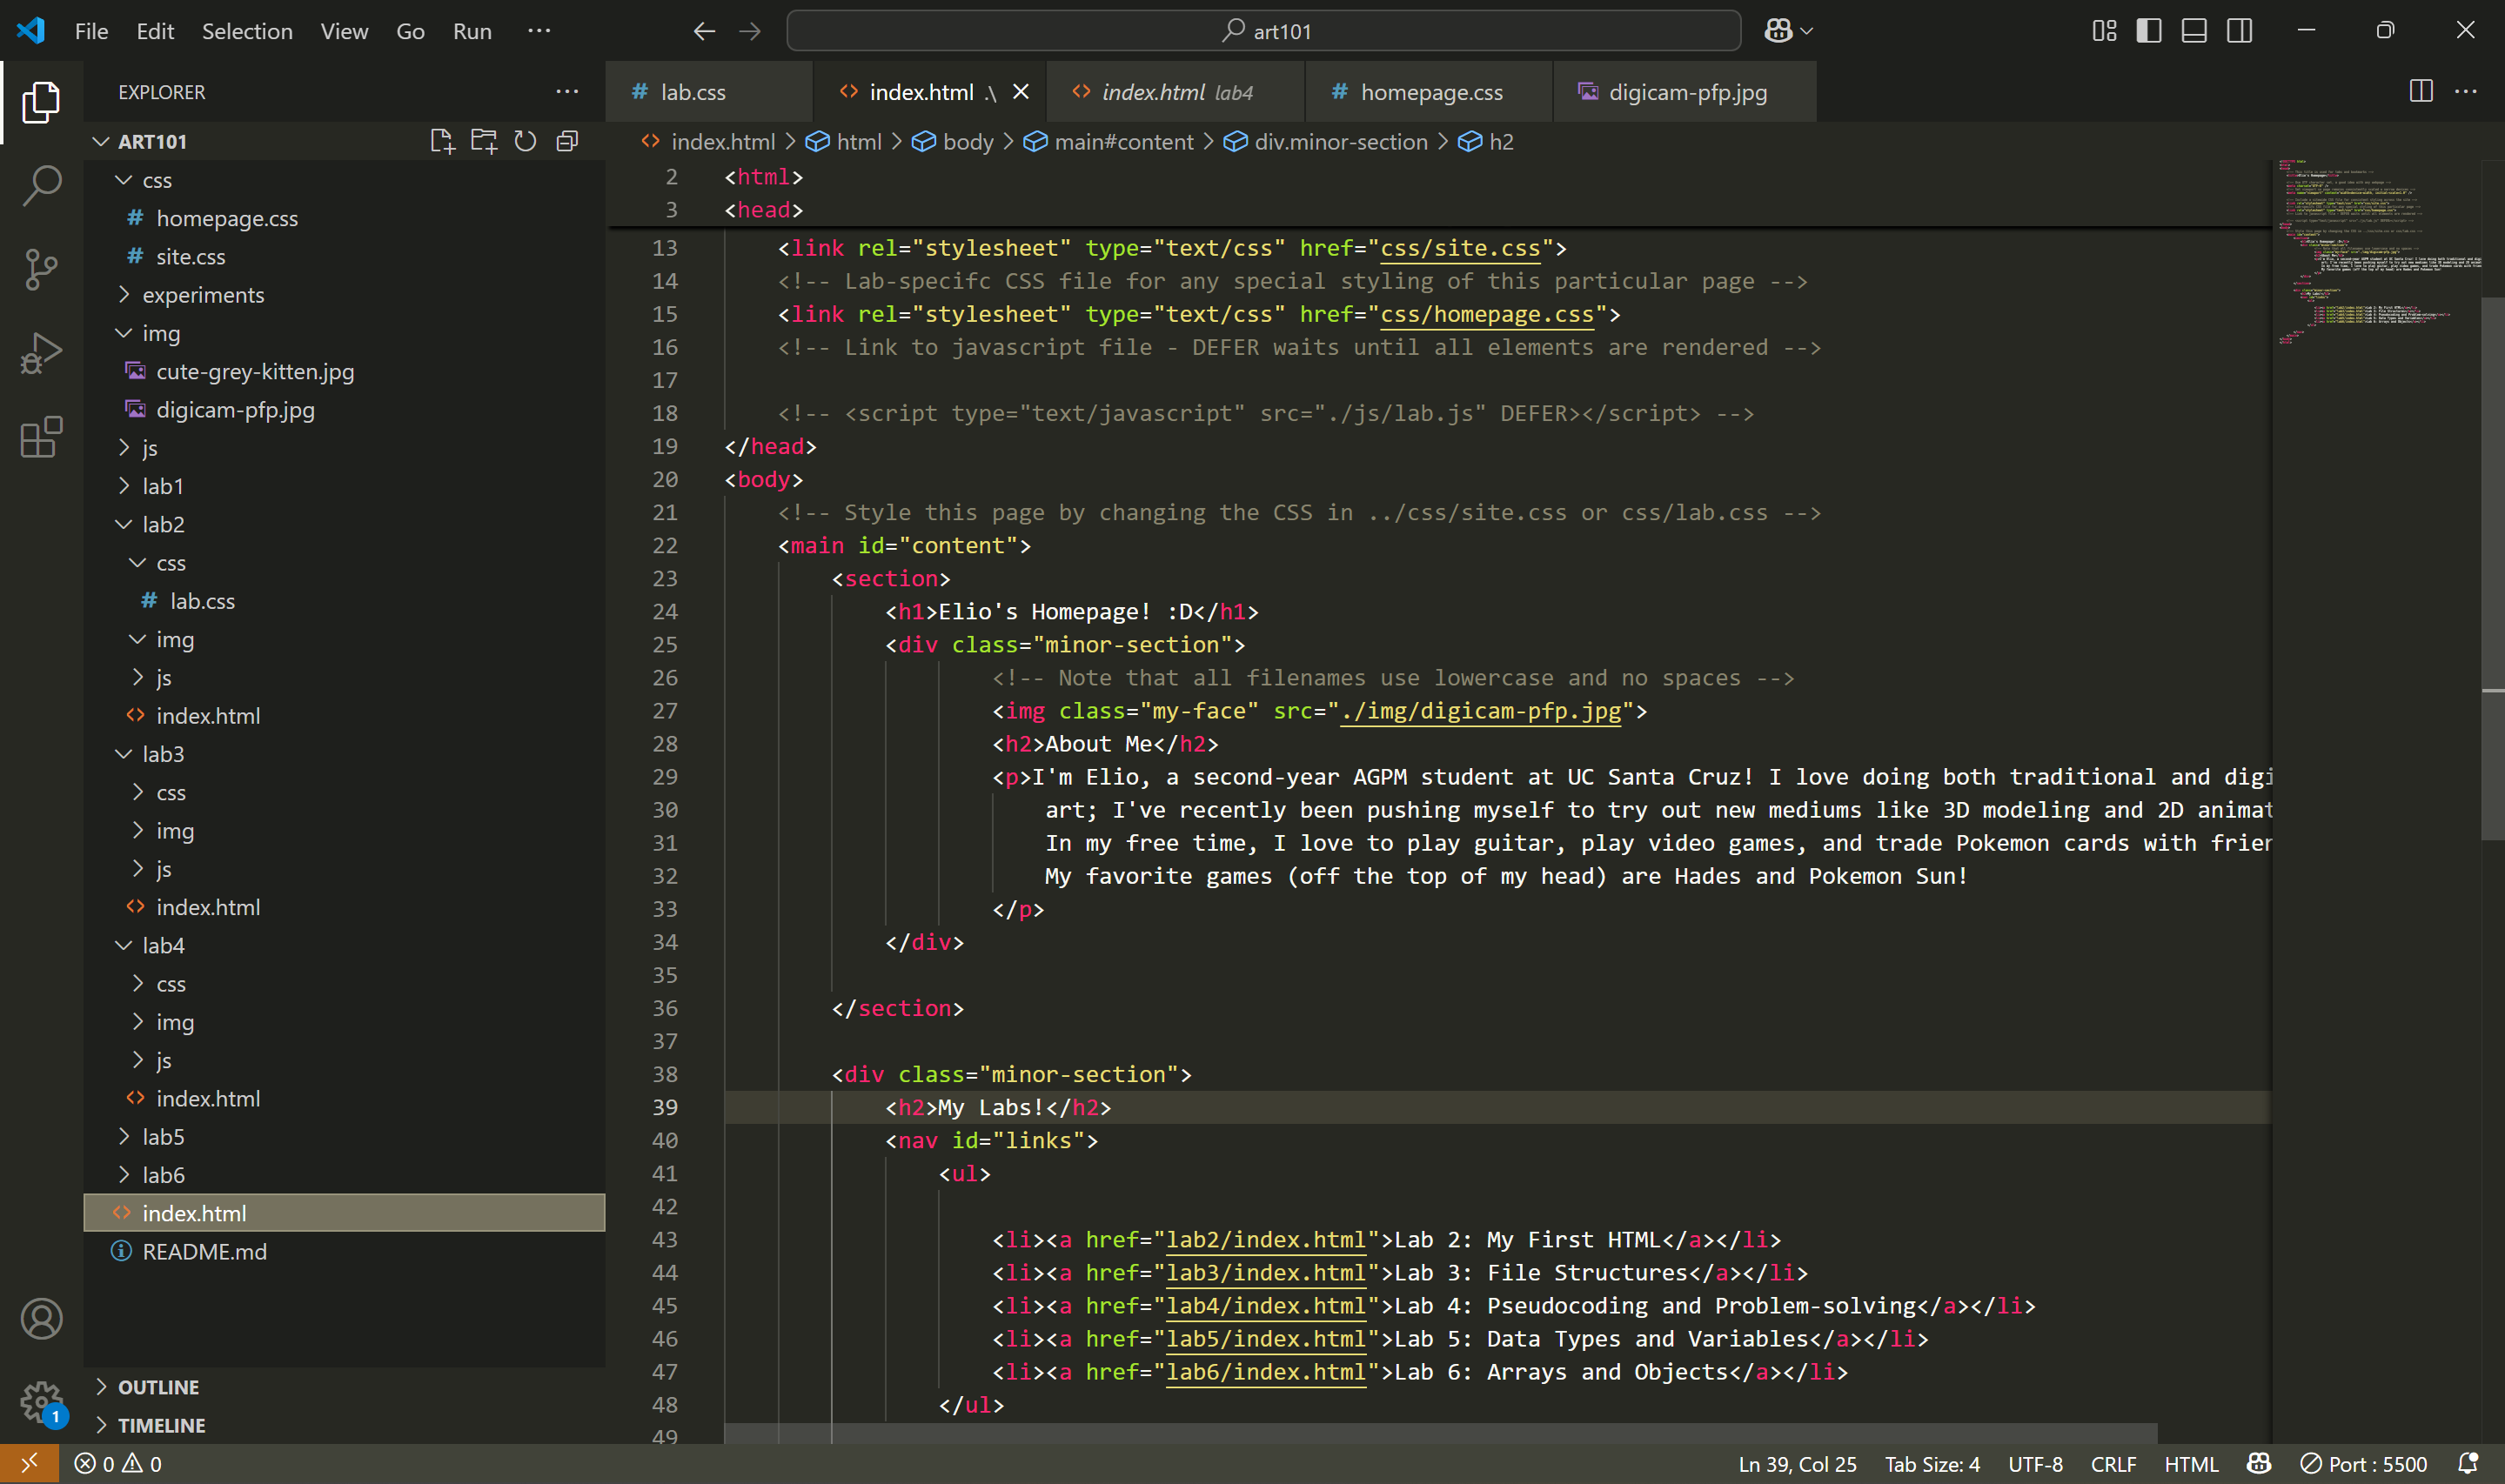 File Edit Selection View Go Run ···
art101
EXPLORER ···
ART101
css
homepage.css
site.css
experiments
img
cute-grey-kitten.jpg
digicam-pfp.jpg
js
lab1
lab2
css
lab.css
img
js
index.html
lab3
css
img
js
index.html
lab4
css
img
js
index.html
lab5
lab6
index.html
README.md
OUTLINE
TIMELINE
1
# lab.css
index.html .\
index.html lab4
# homepage.css
digicam-pfp.jpg
index.html > html > body > main#content > div.minor-section > h2
2 <html>
3 <head>
13 <link rel="stylesheet" type="text/css" href="css/site.css">
14 <!-- Lab-specifc CSS file for any special styling of this particular page -->
15 <link rel="stylesheet" type="text/css" href="css/homepage.css">
16 <!-- Link to javascript file - DEFER waits until all elements are rendered -->
17
18 <!-- <script type="text/javascript" src="./js/lab.js" DEFER></script> -->
19 </head>
20 <body>
21 <!-- Style this page by changing the CSS in ../css/site.css or css/lab.css -->
22 <main id="content">
23 <section>
24 <h1>Elio's Homepage! :D</h1>
25 <div class="minor-section">
26 <!-- Note that all filenames use lowercase and no spaces -->
27 <img class="my-face" src="./img/digicam-pfp.jpg">
28 <h2>About Me</h2>
29 <p>I'm Elio, a second-year AGPM student at UC Santa Cruz! I love doing both traditional and digi
30 art; I've recently been pushing myself to try out new mediums like 3D modeling and 2D animat
31 In my free time, I love to play guitar, play video games, and trade Pokemon cards with frien
32 My favorite games (off the top of my head) are Hades and Pokemon Sun!
33 </p>
34 </div>
35
36 </section>
37
38 <div class="minor-section">
39 <h2>My Labs!</h2>
40 <nav id="links">
41 <ul>
42
43 <li><a href="lab2/index.html">Lab 2: My First HTML</a></li>
44 <li><a href="lab3/index.html">Lab 3: File Structures</a></li>
45 <li><a href="lab4/index.html">Lab 4: Pseudocoding and Problem-solving</a></li>
46 <li><a href="lab5/index.html">Lab 5: Data Types and Variables</a></li>
47 <li><a href="lab6/index.html">Lab 6: Arrays and Objects</a></li>
48 </ul>
49
0 0 Ln 39, Col 25 Tab Size: 4 UTF-8 CRLF HTML Port : 5500